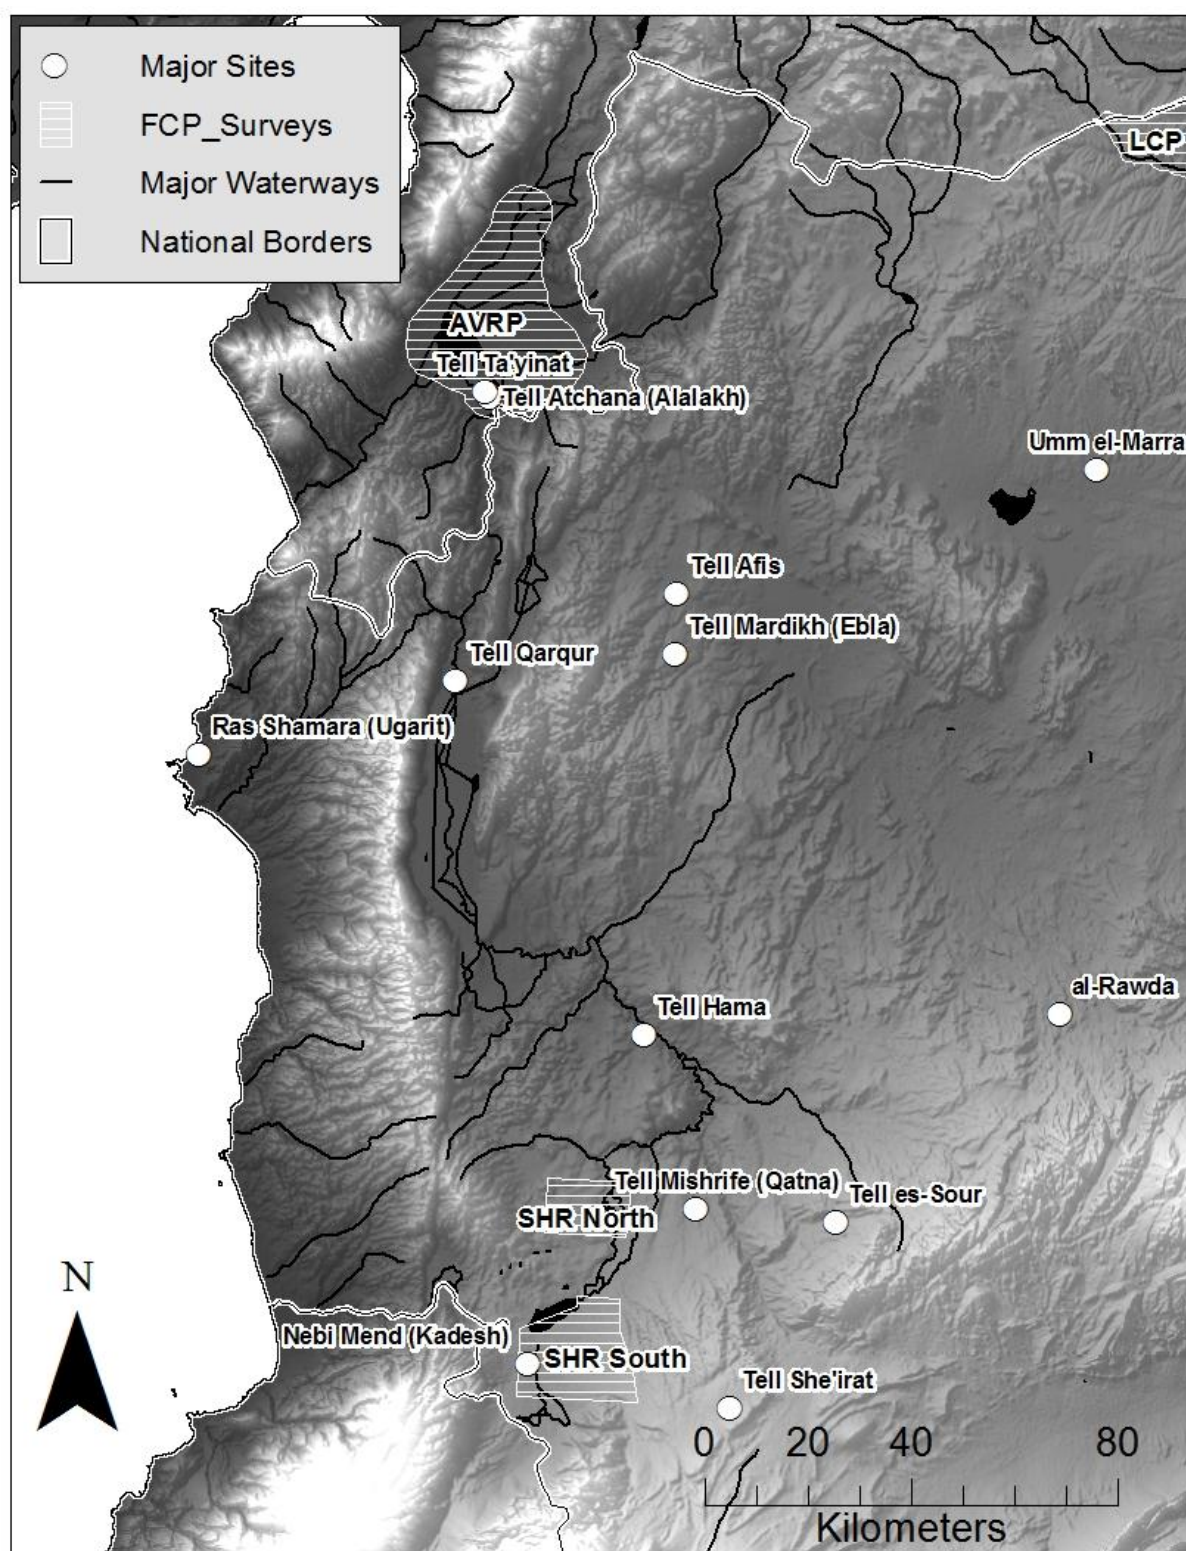 Major Sites
FCP_Surveys
Major Waterways
National Borders
LCP
AVRP
Tell Ta'yinat
Tell Atchana (Alalakh)
Umm el-Marra
Tell Afis
Tell Mardikh (Ebla)
Tell Qarqur
Ras Shamara (Ugarit)
al-Rawda
Tell Hama
Tell Mishrife (Qatna)
Tell es-Sour
SHR North
N
Nebi Mend (Kadesh)
SHR South
Tell She'irat
0 20 40 80
Kilometers